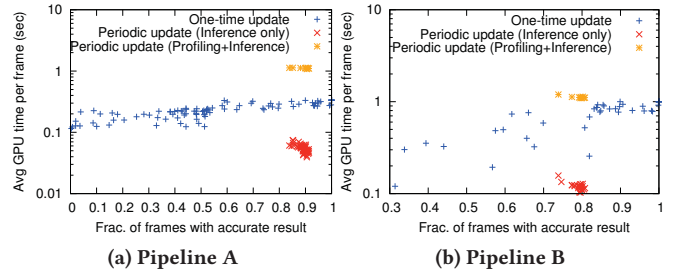 Avg GPU time per frame (sec)
10
1
0.1
0.01
One-time update
Periodic update (Inference only)
Periodic update (Profiling+Inference)
0 0.1 0.2 0.3 0.4 0.5 0.6 0.7 0.8 0.9 1
Frac. of frames with accurate result
(a) Pipeline A
Avg GPU time per frame (sec)
10
1
0.1
One-time update
Periodic update (Inference only)
Periodic update (Profiling+Inference)
0.3 0.4 0.5 0.6 0.7 0.8 0.9 1
Frac. of frames with accurate result
(b) Pipeline B